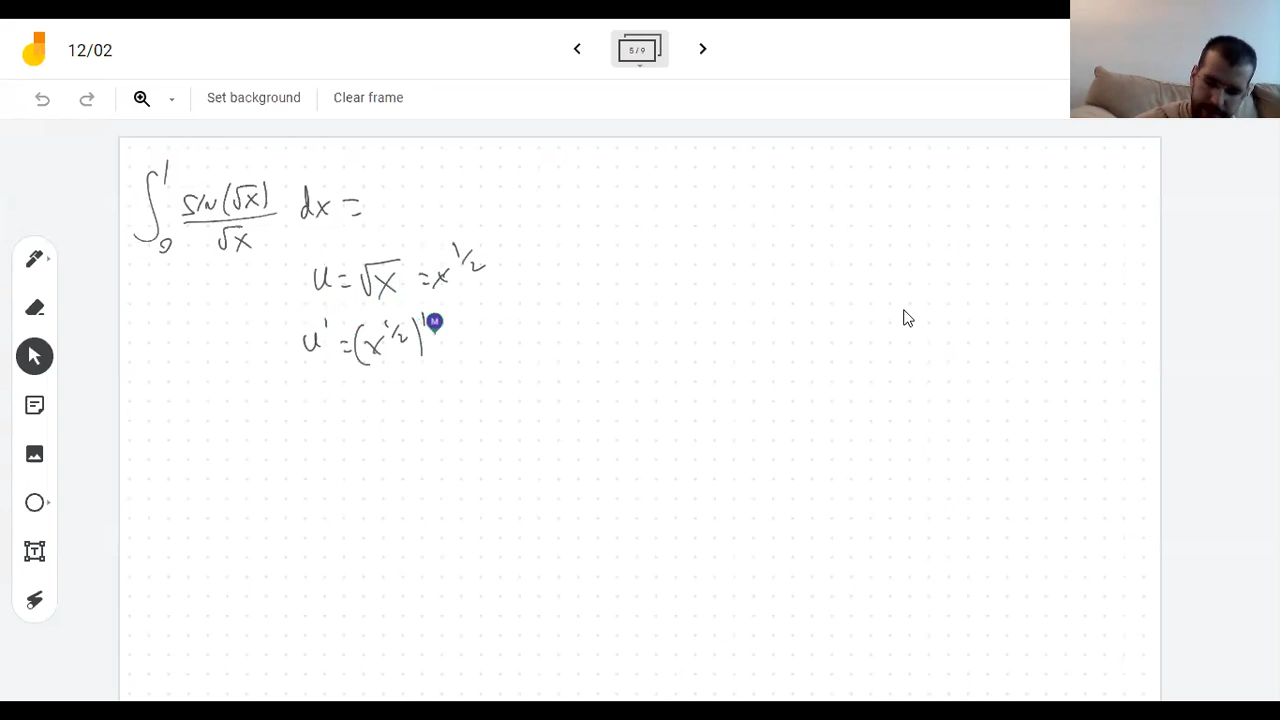 12/02
5/9
Set background
Clear frame
∫₀¹ sin(√x)/√x dx =
u = √x = x^1/2
u' = (x^1/2)'
M
T